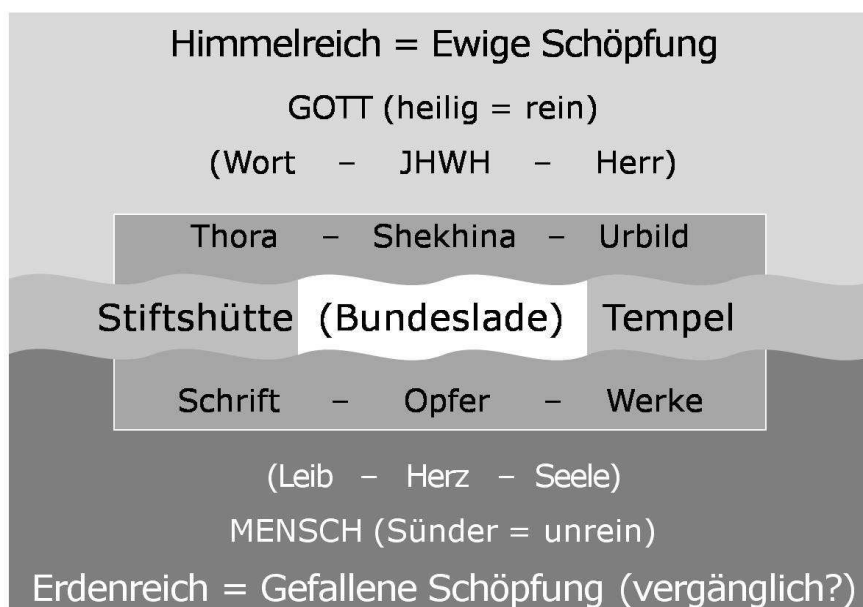 Himmelreich = Ewige Schöpfung
GOTT (heilig = rein)
(Wort – JHWH – Herr)
Thora – Shekhina – Urbild
Stiftshütte (Bundeslade) Tempel
Schrift – Opfer – Werke
(Leib – Herz – Seele)
MENSCH (Sünder = unrein)
Erdenreich = Gefallene Schöpfung (vergänglich?)